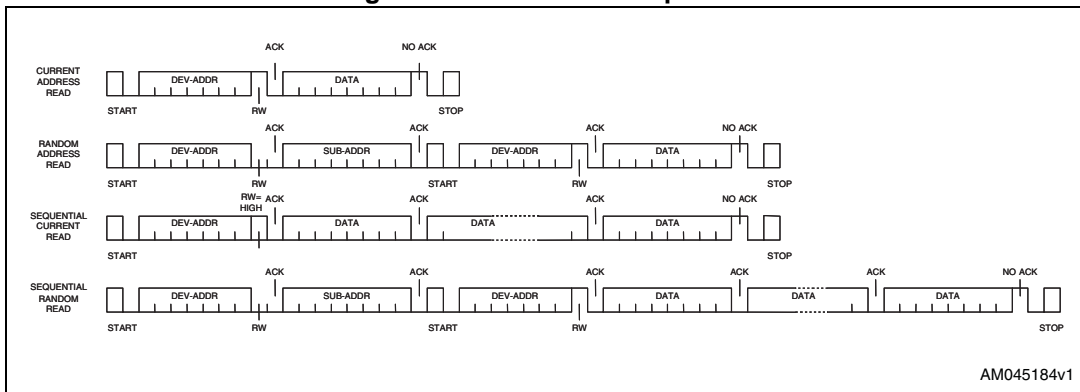 ACK NO ACK
CURRENT
ADDRESS
READ
DEV-ADDR DATA
START RW STOP
ACK ACK ACK NO ACK
RANDOM
ADDRESS
READ
DEV-ADDR SUB-ADDR DEV-ADDR DATA
START RW START RW STOP
RW=
HIGH
ACK ACK ACK NO ACK
SEQUENTIAL
CURRENT
READ
DEV-ADDR DATA DATA DATA
START STOP
ACK ACK ACK ACK ACK NO ACK
SEQUENTIAL
RANDOM
READ
DEV-ADDR SUB-ADDR DEV-ADDR DATA DATA DATA
START RW START RW STOP
AM045184v1